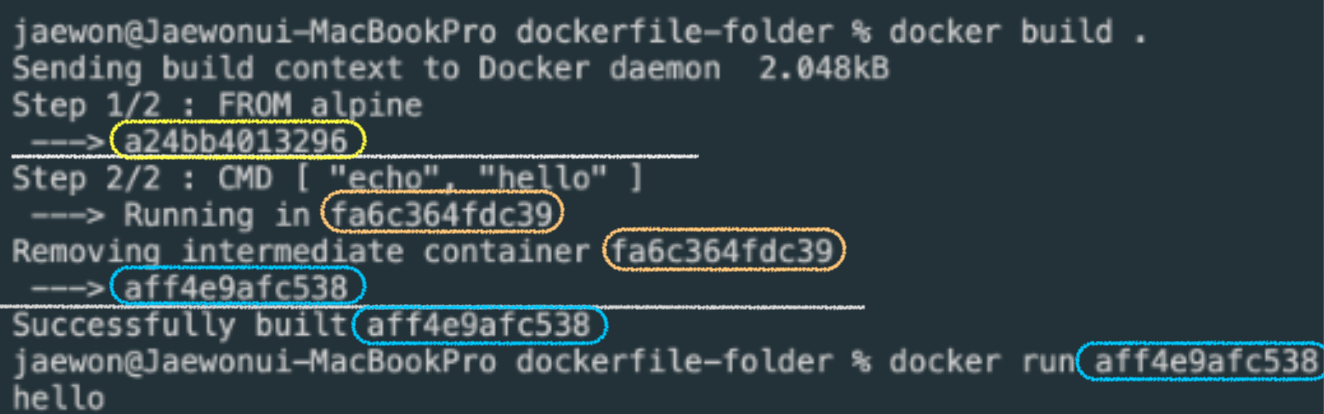 jaewon@Jaewonui-MacBookPro dockerfile-folder % docker build .
Sending build context to Docker daemon  2.048kB
Step 1/2 : FROM alpine
 ---> a24bb4013296
Step 2/2 : CMD [ "echo", "hello" ]
 ---> Running in fa6c364fdc39
Removing intermediate container fa6c364fdc39
 ---> aff4e9afc538
Successfully built aff4e9afc538
jaewon@Jaewonui-MacBookPro dockerfile-folder % docker run aff4e9afc538
hello